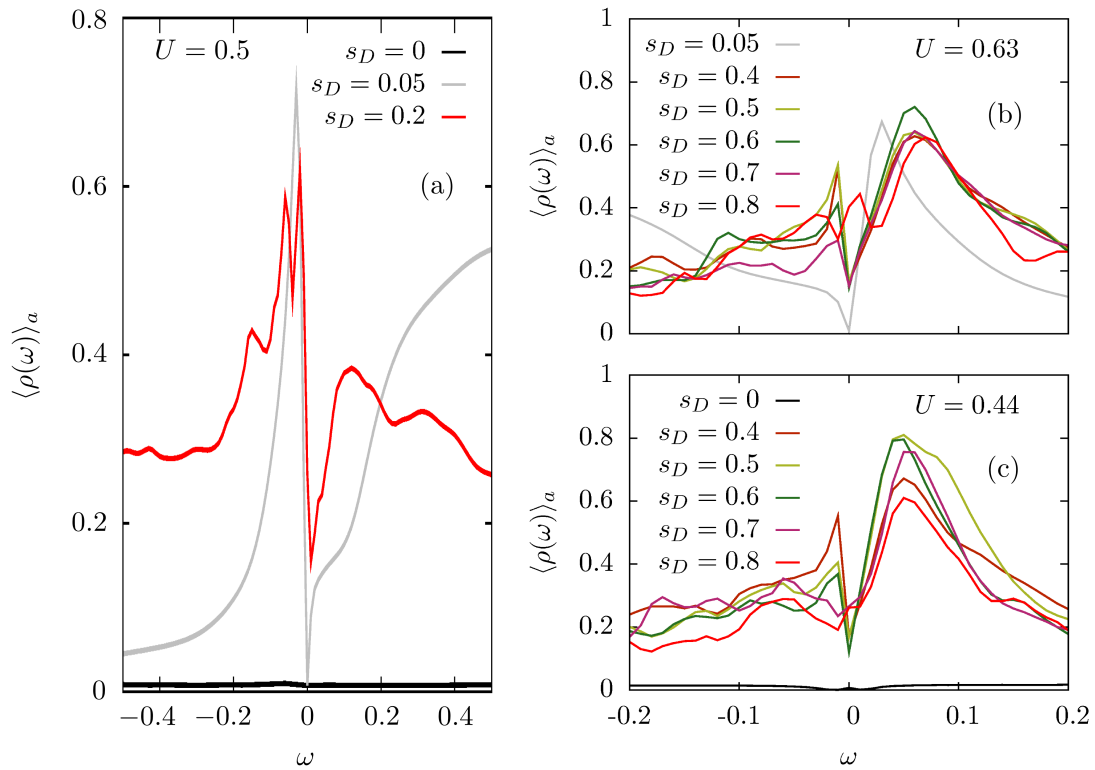 0.8
U = 0.5
s_D = 0
s_D = 0.05
s_D = 0.2
(a)
0.6
0.4
0.2
0
⟨ρ(ω)⟩_a
−0.4
−0.2
0
0.2
0.4
ω
1
s_D = 0.05
U = 0.63
s_D = 0.4
0.8
s_D = 0.5
(b)
0.6
s_D = 0.6
s_D = 0.7
0.4
s_D = 0.8
0.2
0
⟨ρ(ω)⟩_a
1
s_D = 0
U = 0.44
s_D = 0.4
0.8
s_D = 0.5
(c)
0.6
s_D = 0.6
s_D = 0.7
0.4
s_D = 0.8
0.2
0
⟨ρ(ω)⟩_a
-0.2
-0.1
0
0.1
0.2
ω